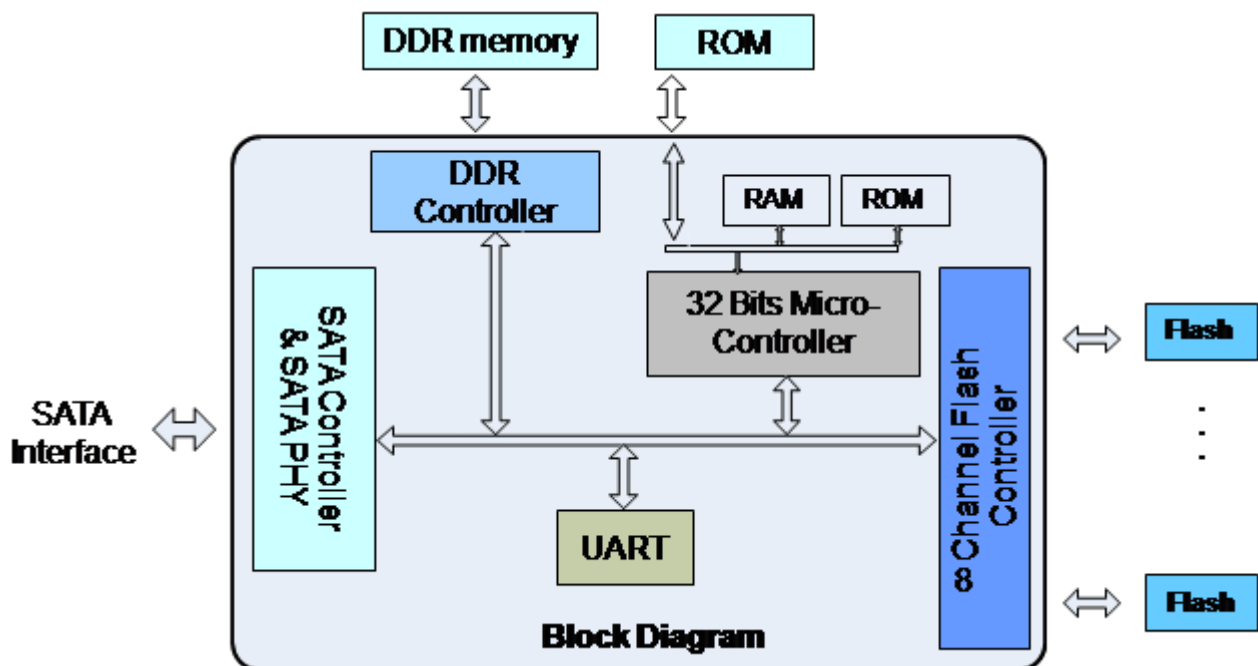 DDR memory
ROM
DDR
Controller
RAM
ROM
32 Bits Micro-
Controller
SATA Controller
& SATA PHY
8 Channel Flash
Controller
Flash
SATA
Interface
UART
Flash
Block Diagram